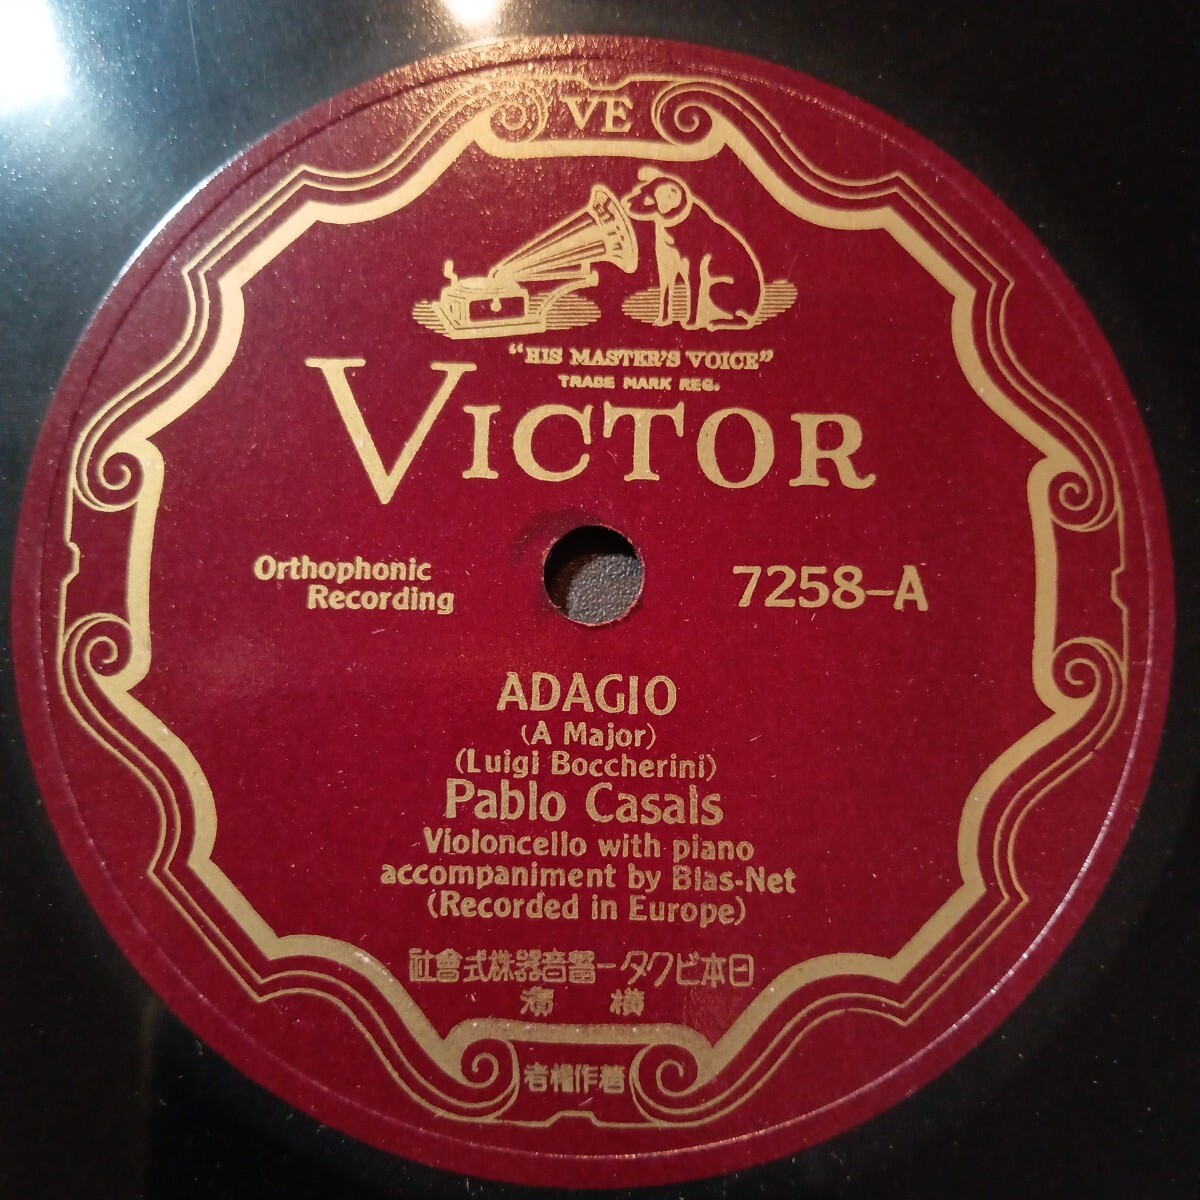 VE
"HIS MASTER'S VOICE"
TRADE MARK REG.
VICTOR
Orthophonic
Recording
7258-A
ADAGIO
(A Major)
(Luigi Boccherini)
Pablo Casals
Violoncello with piano
accompaniment by Blas-Net
(Recorded in Europe)
社會式株器音蓄ータクビ本日
濱横
者權作著